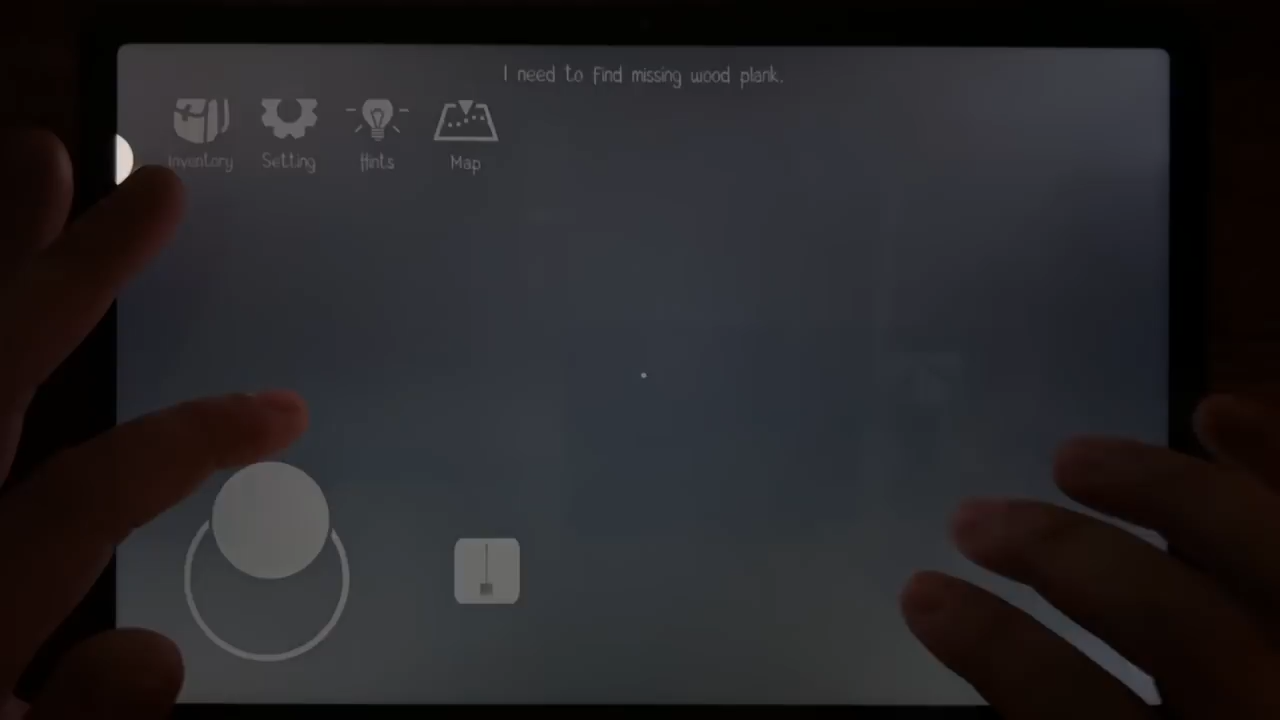 I need to find missing wood plank.
Inventory
Setting
Hints
Map